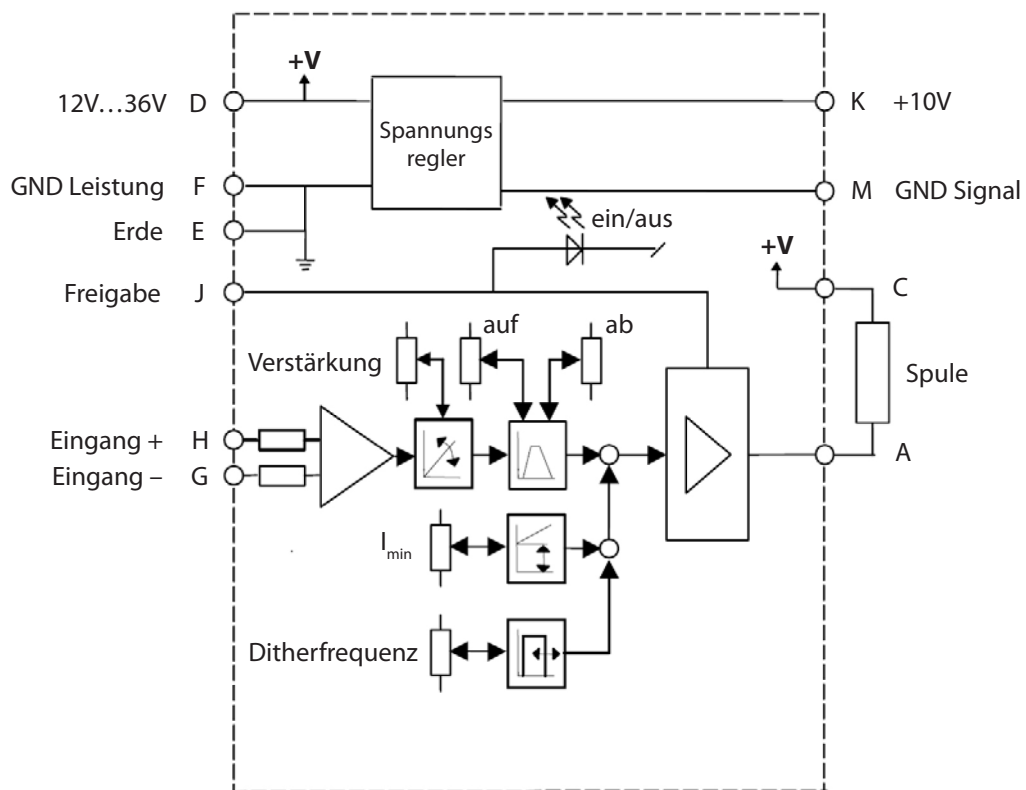 +V
12V…36V D
Spannungs
regler
K +10V
GND Leistung F
M GND Signal
ein/aus
Erde E
+V
Freigabe J
C
auf
ab
Verstärkung
Spule
Eingang + H
A
Eingang – G
Imin
Ditherfrequenz